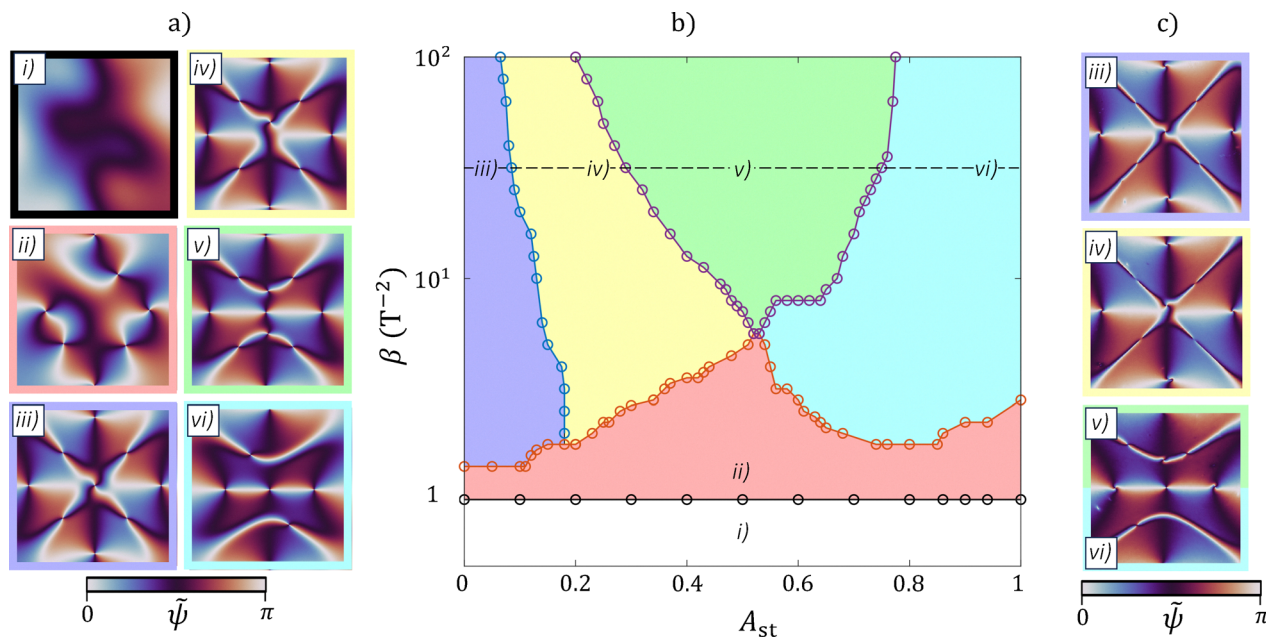 a)
i)
iv)
ii)
v)
iii)
vi)
0
π
ψ̃
b)
10²
10¹
1
β (T⁻²)
iii)
iv)
v)
vi)
ii)
i)
0
0.2
0.4
0.6
0.8
1
A_st
c)
iii)
iv)
v)
vi)
0
π
ψ̃